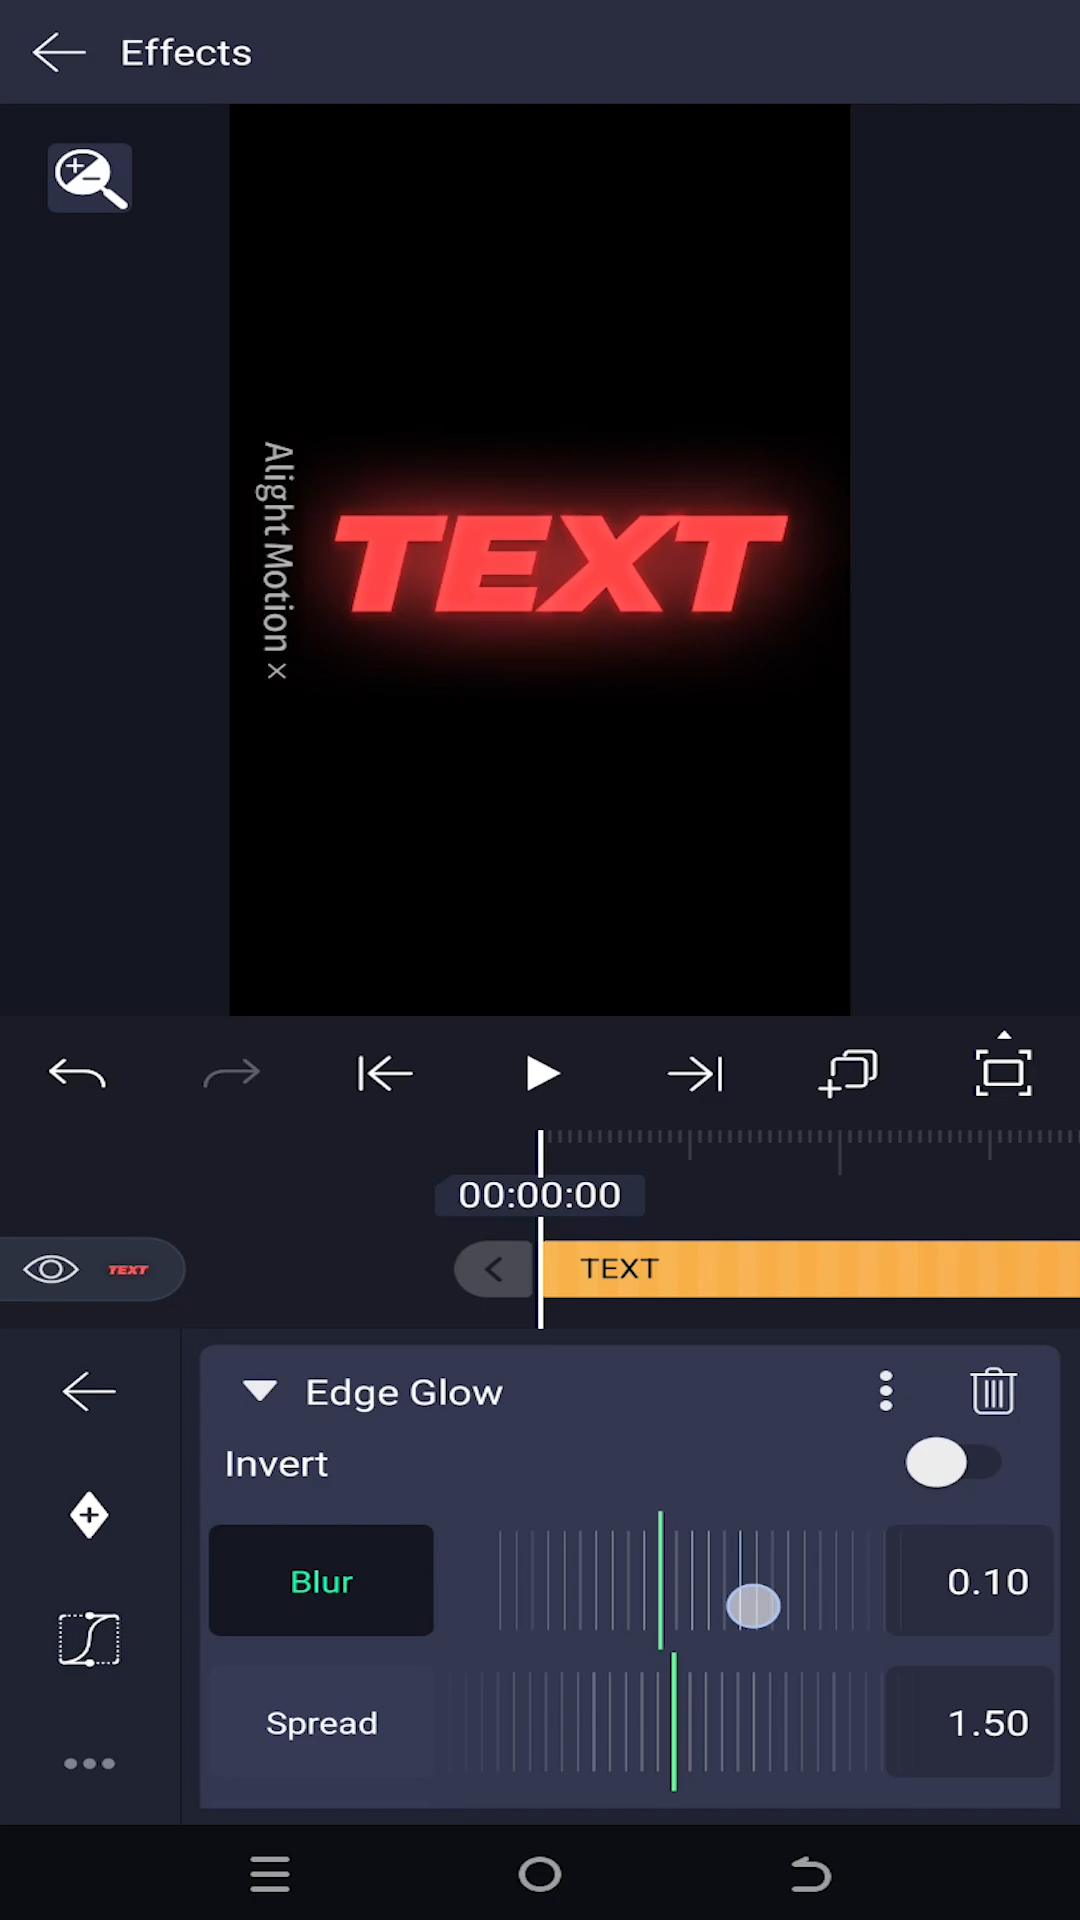 Effects
Alight Motion ×
TEXT
00:00:00
TEXT
TEXT
Edge Glow
Invert
Blur
0.10
Spread
1.50